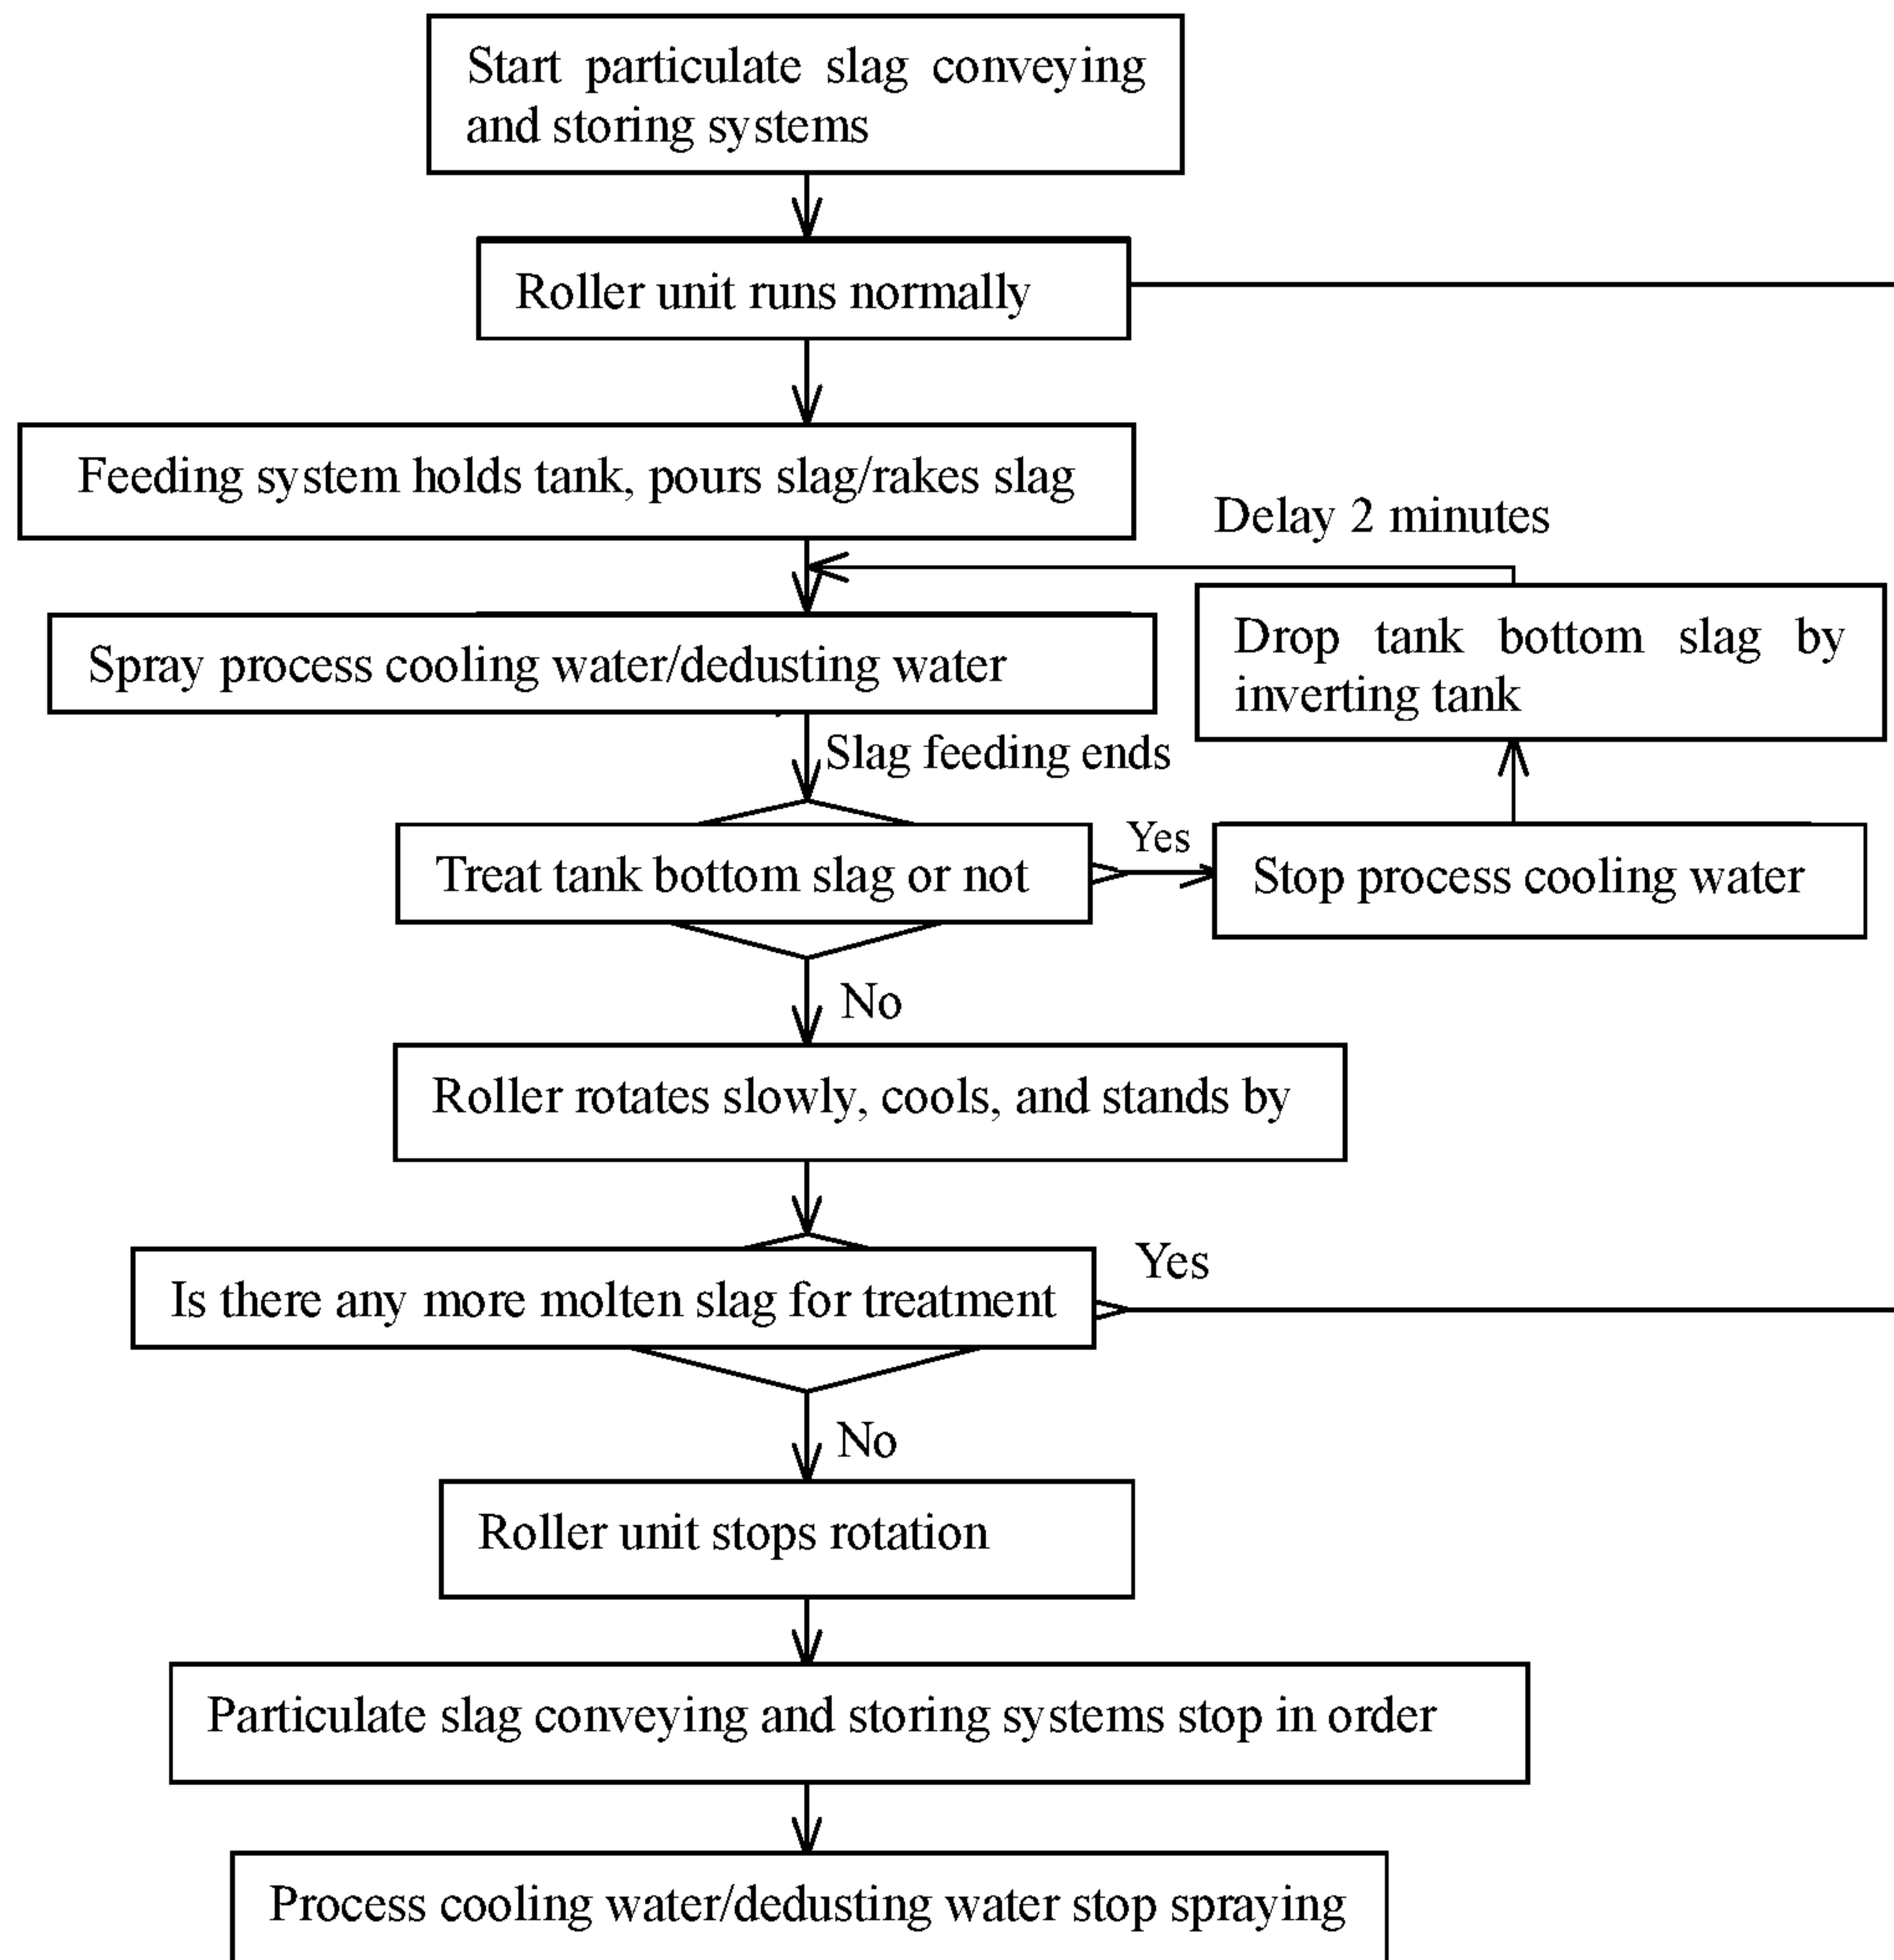 Start particulate slag conveying
and storing systems
Roller unit runs normally
Feeding system holds tank, pours slag/rakes slag
Delay 2 minutes
Spray process cooling water/dedusting water
Drop tank bottom slag by
inverting tank
Slag feeding ends
Treat tank bottom slag or not
Yes
Stop process cooling water
No
Roller rotates slowly, cools, and stands by
Is there any more molten slag for treatment
Yes
No
Roller unit stops rotation
Particulate slag conveying and storing systems stop in order
Process cooling water/dedusting water stop spraying